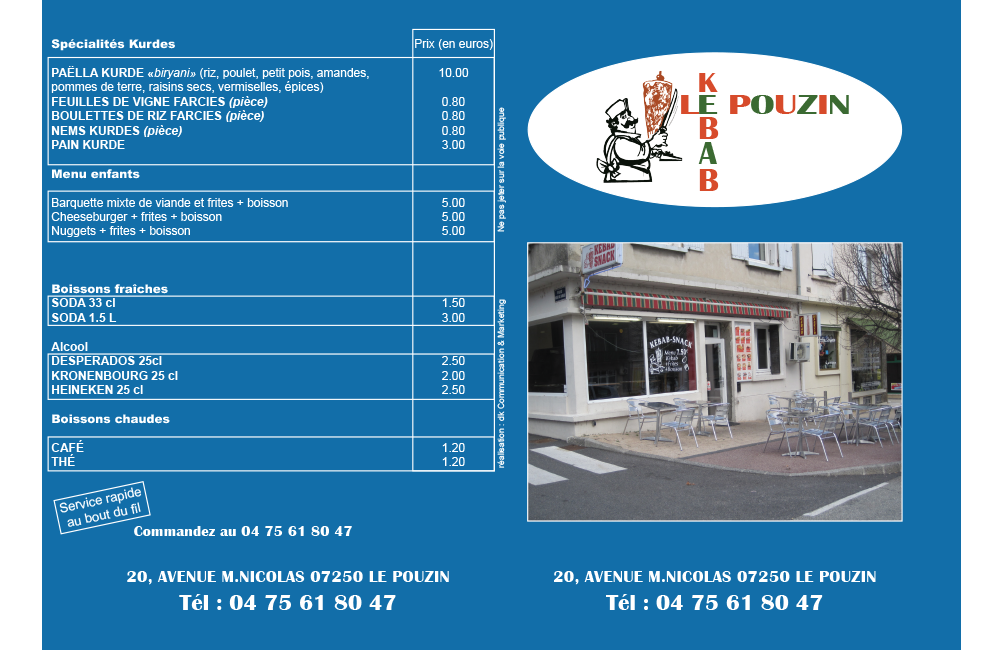 Spécialités Kurdes
Prix (en euros)
PAËLLA KURDE «biryani» (riz, poulet, petit pois, amandes,
pommes de terre, raisins secs, vermiselles, épices)
10.00
FEUILLES DE VIGNE FARCIES (pièce) 0.80
BOULETTES DE RIZ FARCIES (pièce) 0.80
NEMS KURDES (pièce) 0.80
PAIN KURDE 3.00
Menu enfants
Barquette mixte de viande et frites + boisson 5.00
Cheeseburger + frites + boisson 5.00
Nuggets + frites + boisson 5.00
Boissons fraîches
SODA 33 cl 1.50
SODA 1.5 L 3.00
Alcool
DESPERADOS 25cl 2.50
KRONENBOURG 25 cl 2.00
HEINEKEN 25 cl 2.50
Boissons chaudes
CAFÉ 1.20
THÉ 1.20
Service rapide
au bout du fil
Commandez au 04 75 61 80 47
20, AVENUE M.NICOLAS 07250 LE POUZIN
Tél : 04 75 61 80 47
Ne pas jeter sur la voie publique
réalisation : dk Communication & Marketing
KEBAB
LE POUZIN
KEBAB
SNACK
KEBAB-SNACK
Menu 7.50
Kebab
+Frites
+Boisson
20, AVENUE M.NICOLAS 07250 LE POUZIN
Tél : 04 75 61 80 47